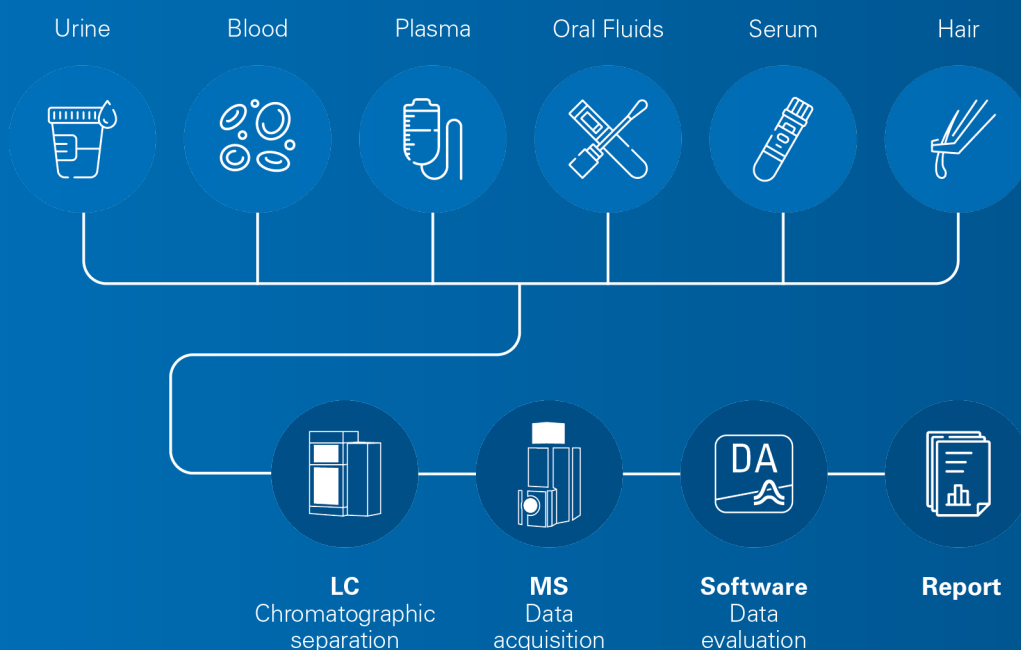 Urine
Blood
Plasma
Oral Fluids
Serum
Hair
DA
LC
Chromatographic
separation
MS
Data
acquisition
Software
Data
evaluation
Report